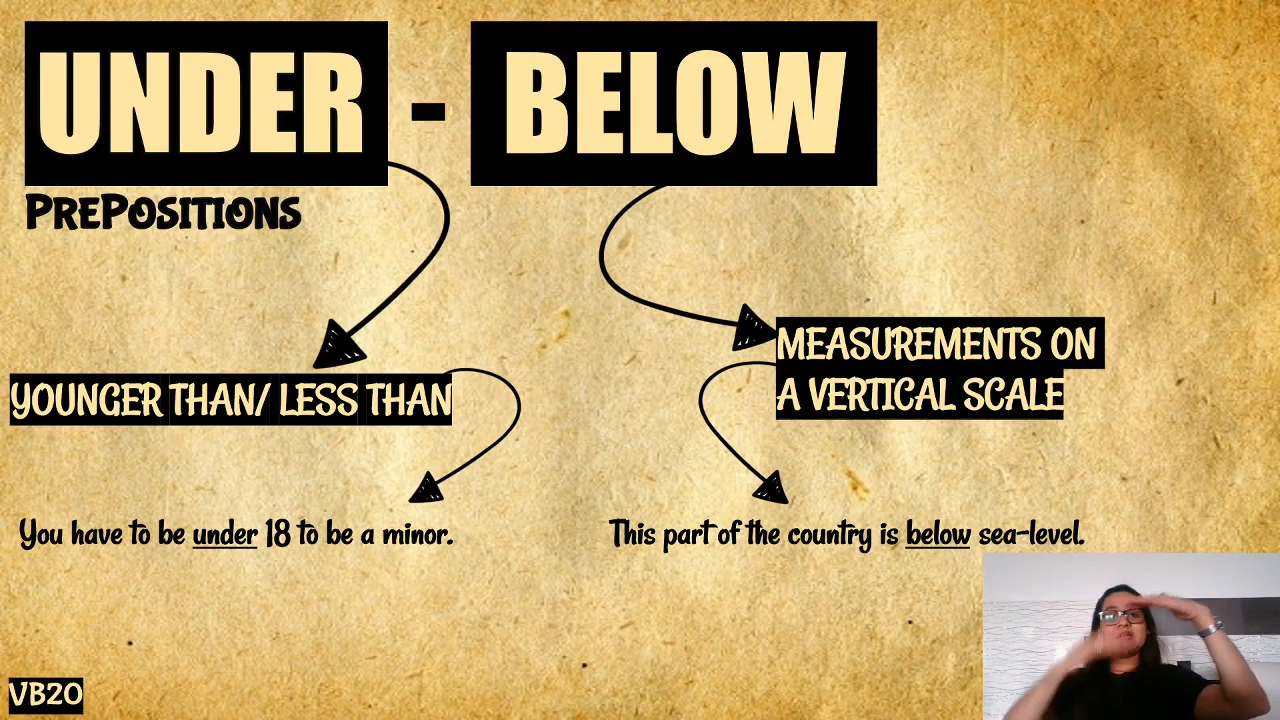 UNDER - BELOW
PREPOSITIONS
YOUNGER THAN/ LESS THAN
MEASUREMENTS ON
A VERTICAL SCALE
You have to be under 18 to be a minor.
This part of the country is below sea-level.
VB20